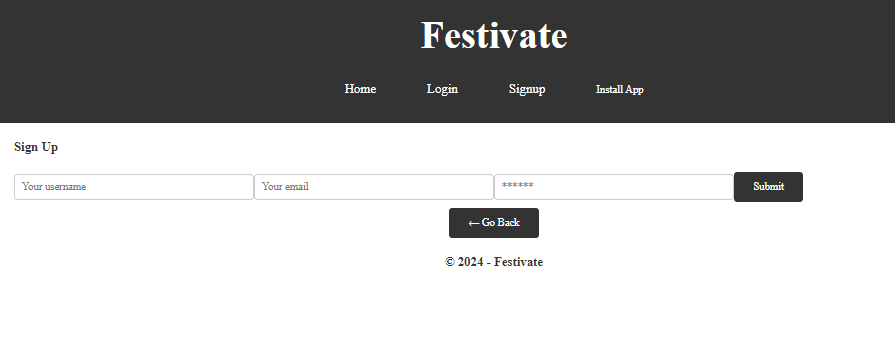 Festivate
Home Login Signup Install App
Sign Up
Your username Your email ****** Submit
← Go Back
© 2024 - Festivate